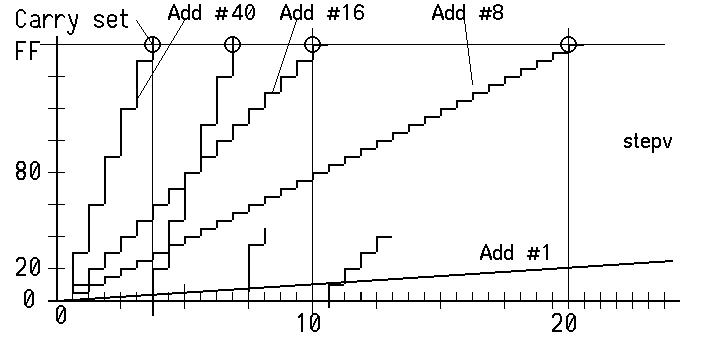 Carry set
Add #40
Add #16
Add #8
FF
80
stepv
20
Add #1
0
0
10
20